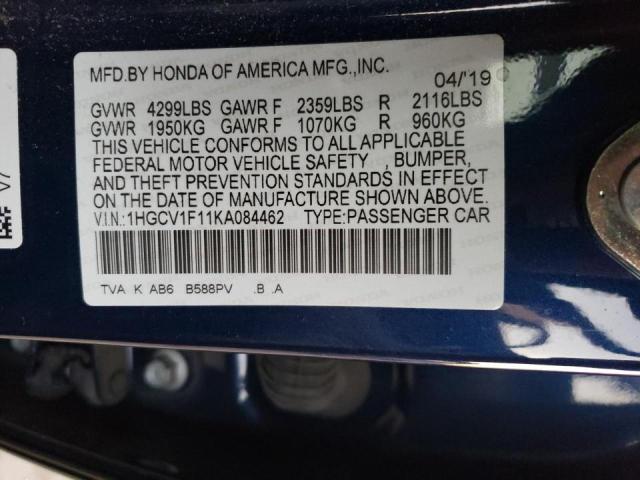 MFD.BY HONDA OF AMERICA MFG.,INC.
04/'19
GVWR 4299LBS GAWR F 2359LBS R 2116LBS
GVWR 1950KG GAWR F 1070KG R 960KG
THIS VEHICLE CONFORMS TO ALL APPLICABLE
FEDERAL MOTOR VEHICLE SAFETY , BUMPER,
AND THEFT PREVENTION STANDARDS IN EFFECT
ON THE DATE OF MANUFACTURE SHOWN ABOVE.
V.I.N.:1HGCV1F11KA084462 TYPE:PASSENGER CAR
TVA K AB6 B588PV .B .A